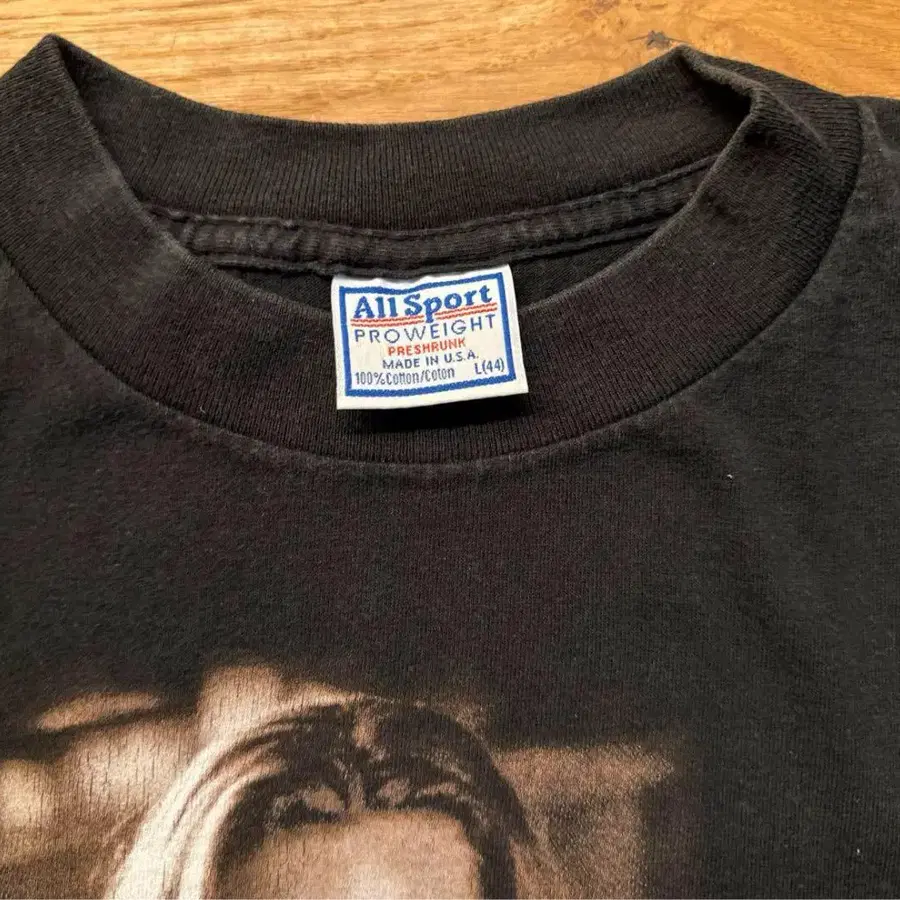 All Sport
PROWEIGHT
PRESHRUNK
MADE IN U.S.A.
100% Cotton/Coton L(44)